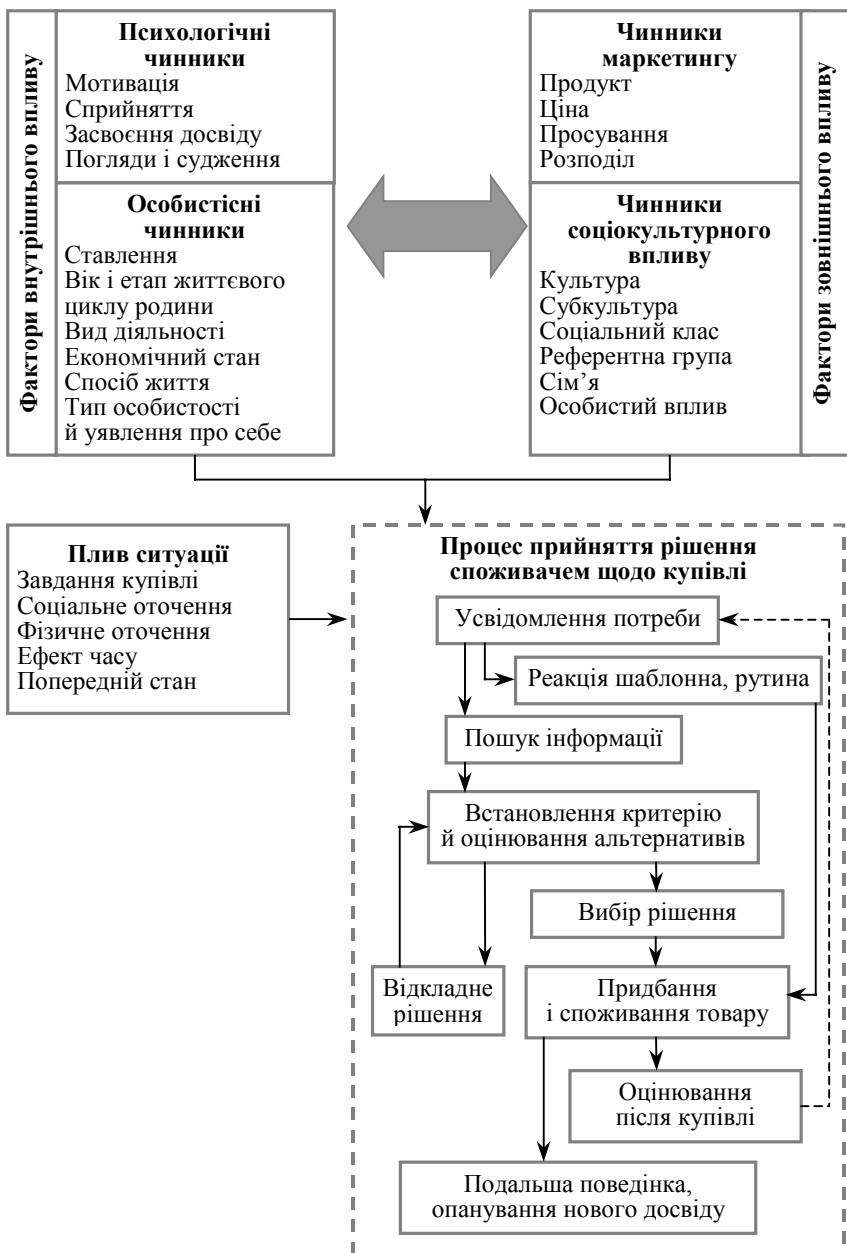 Фактори внутрішнього впливу
Психологічні
чинники
Мотивація
Сприйняття
Засвоєння досвіду
Погляди і судження
Особистісні
чинники
Ставлення
Вік і етап життєвого
циклу родини
Вид діяльності
Економічний стан
Спосіб життя
Тип особистості
й уявлення про себе
Чинники
маркетингу
Продукт
Ціна
Просування
Розподіл
Чинники
соціокультурного
впливу
Культура
Субкультура
Соціальний клас
Референтна група
Сім’я
Особистий вплив
Фактори зовнішнього впливу
Плив ситуації
Завдання купівлі
Соціальне оточення
Фізичне оточення
Ефект часу
Попередній стан
Процес прийняття рішення
споживачем щодо купівлі
Усвідомлення потреби
Реакція шаблонна, рутина
Пошук інформації
Встановлення критерію
й оцінювання альтернативів
Вибір рішення
Відкладне
рішення
Придбання
і споживання товару
Оцінювання
після купівлі
Подальша поведінка,
опанування нового досвіду